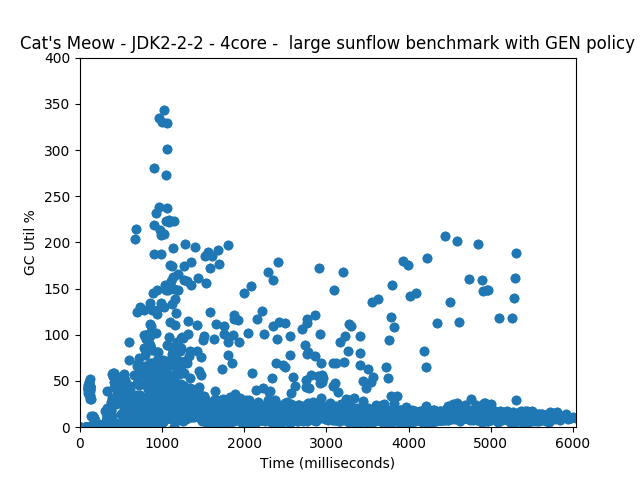 Cat's Meow - JDK2-2-2 - 4core -  large sunflow benchmark with GEN policy
400
350
300
250
200
150
100
50
0
GC Util %
0 1000 2000 3000 4000 5000 6000
Time (milliseconds)